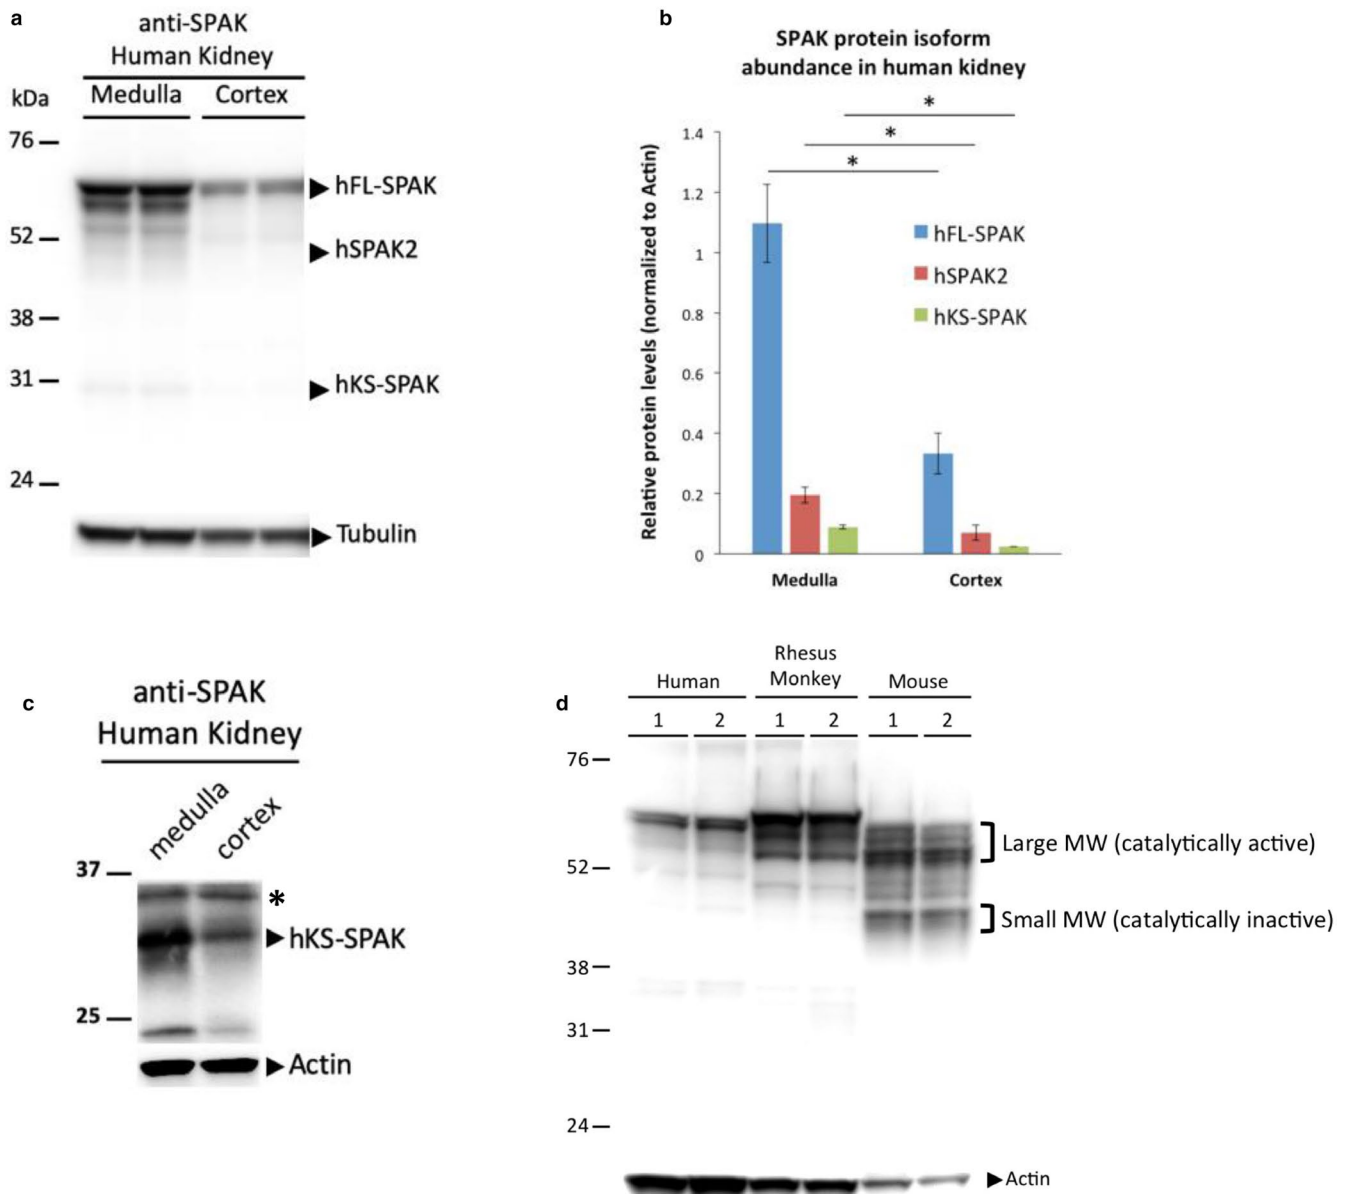 a
anti-SPAK
Human Kidney
kDa
Medulla Cortex
76
52
38
31
24
hFL-SPAK
hSPAK2
hKS-SPAK
Tubulin
b
SPAK protein isoform
abundance in human kidney
*
*
*
Relative protein levels (normalized to Actin)
1.4
1.2
1
0.8
0.6
0.4
0.2
0
hFL-SPAK
hSPAK2
hKS-SPAK
Medulla Cortex
c
anti-SPAK
Human Kidney
medulla cortex
37
25
*
hKS-SPAK
Actin
d
Human Rhesus Monkey Mouse
1 2 1 2 1 2
76
52
38
31
24
Large MW (catalytically active)
Small MW (catalytically inactive)
Actin